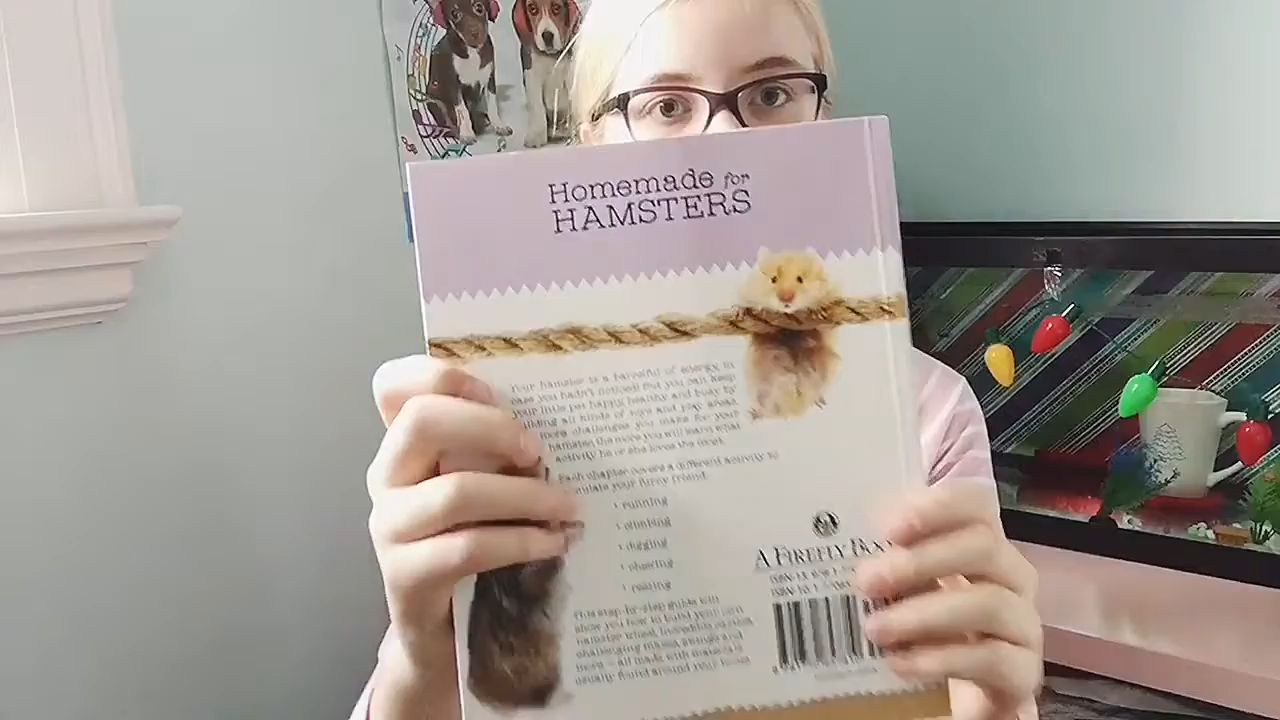 Homemade for
HAMSTERS
Your hamster is a barrelful of energy, in
case you hadn't noticed! But you can keep
your little pet happy, healthy and busy by
building all kinds of toys and play areas.
more challenges you make for your
hamster, the more you will learn what
activity he or she loves the most.
Each chapter covers a different activity to
stimulate your furry friend:
• running
• climbing
• digging
• chewing
This step-by-step guide will
show you how to build your own
hamster wheel, incredible
challenging mazes, swings and
more – all made with materials
usually found around your home
A FIREFLY BOO